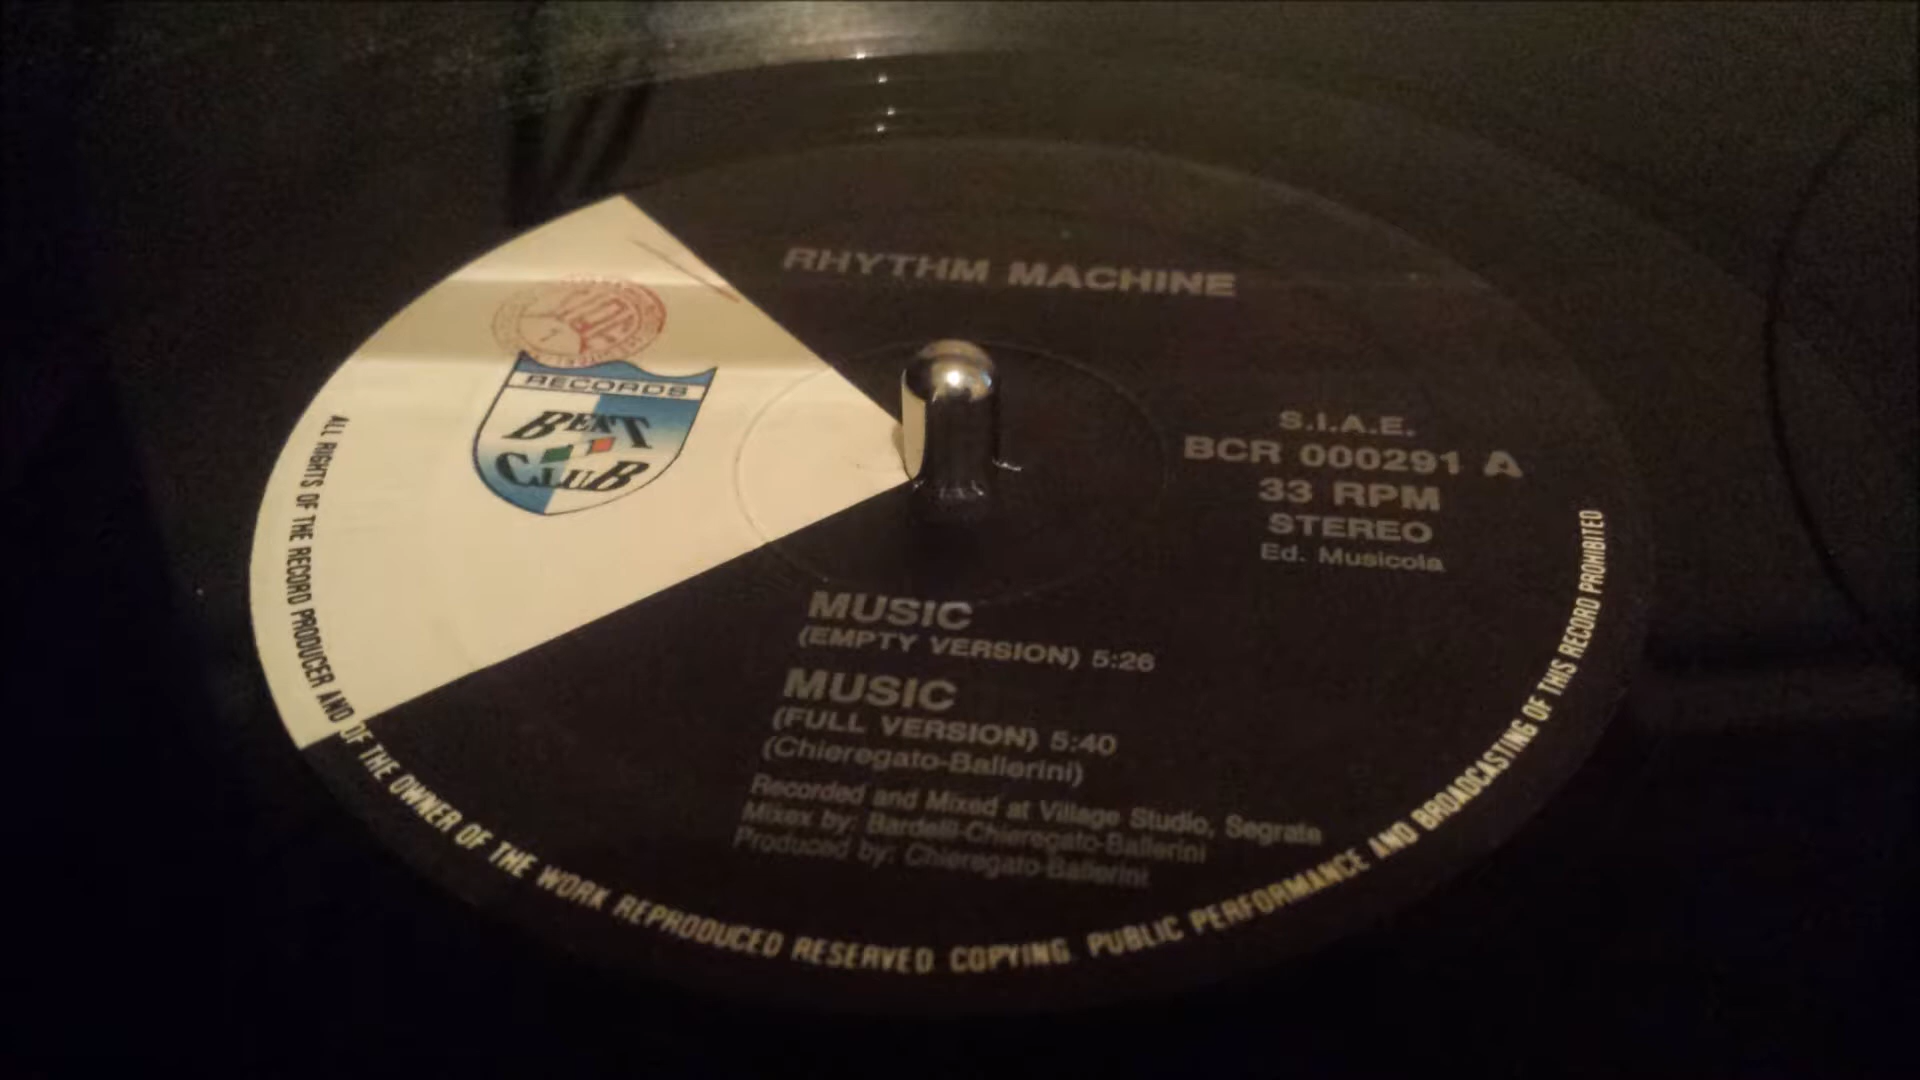 RHYTHM MACHINE
RECORDS
BENT
CLUB
S.I.A.E.
BCR 000291 A
33 RPM
STEREO
Ed. Musicola
MUSIC
(EMPTY VERSION) 5:26
MUSIC
(FULL VERSION) 5:40
(Chieregato-Ballerini)
Recorded and Mixed at Village Studio, Segrate
Mixex by: Bardelli-Chieregato-Ballerini
Produced by: Chieregato-Ballerini
ALL RIGHTS OF THE RECORD PRODUCER AND OF THE OWNER OF THE WORK REPRODUCED RESERVED COPYING PUBLIC PERFORMANCE AND BROADCASTING OF THIS RECORD PROHIBITED